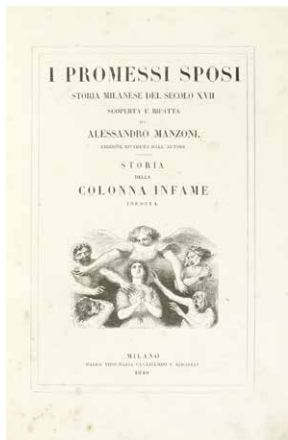 I PROMESSI SPOSI
STORIA MILANESE DEL SECOLO XVII
SCOPERTA E RIFATTA
DA
ALESSANDRO MANZONI.
EDIZIONE RIVEDUTA DALL'AUTORE
STORIA
DELLA
COLONNA INFAME
INEDITA
MILANO
DALLA TIPOGRAFIA GUGLIELMINI E REDAELLI
1840